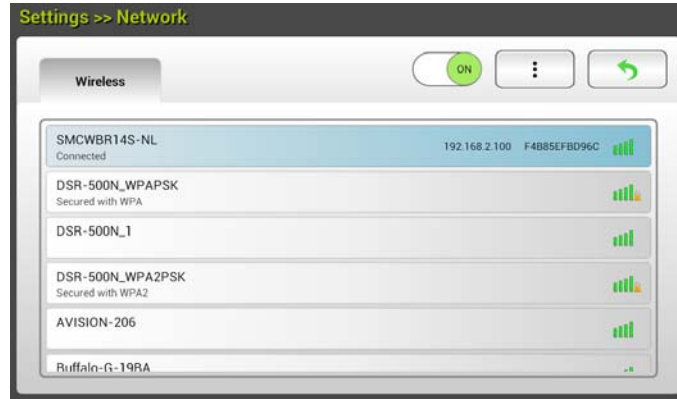 Settings >> Network
Wireless
ON
SMCWBR14S-NL
Connected
192.168.2.100 F4B85EFBD96C
DSR-500N_WPAPSK
Secured with WPA
DSR-500N_1
DSR-500N_WPA2PSK
Secured with WPA2
AVISION-206
Buffalo-G-19BA